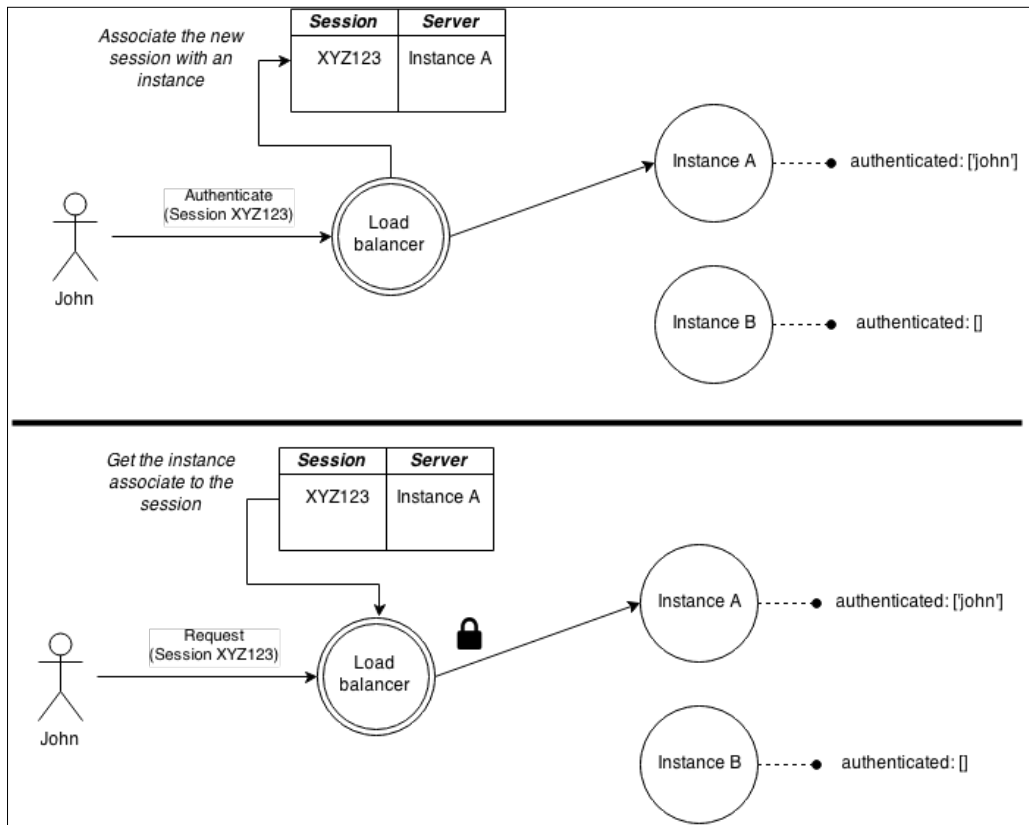 Associate the new
session with an
instance
Session Server
XYZ123 Instance A
Authenticate
(Session XYZ123)
John
Load
balancer
Instance A
authenticated: ['john']
Instance B
authenticated: []
Get the instance
associate to the
session
Session Server
XYZ123 Instance A
Request
(Session XYZ123)
John
Load
balancer
Instance A
authenticated: ['john']
Instance B
authenticated: []